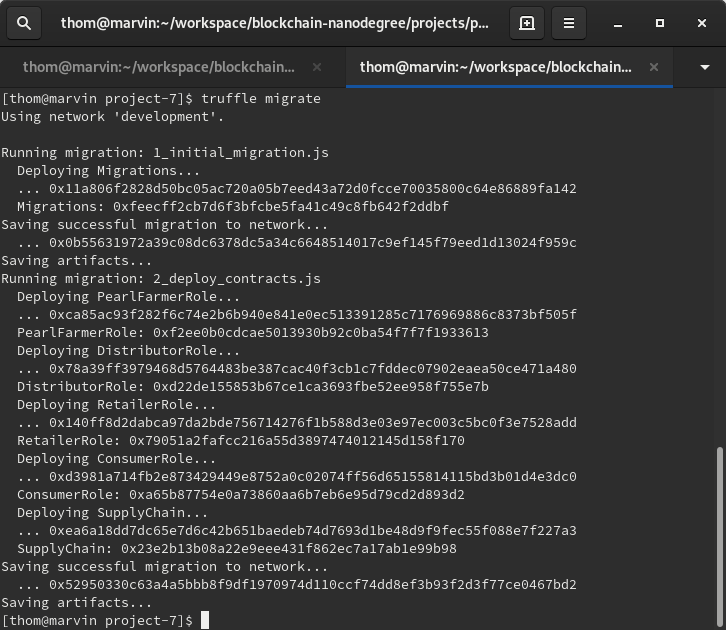 thom@marvin:~/workspace/blockchain-nanodegree/projects/p...
thom@marvin:~/workspace/blockchain...
thom@marvin:~/workspace/blockchain...
[thom@marvin project-7]$ truffle migrate
Using network 'development'.

Running migration: 1_initial_migration.js
  Deploying Migrations...
  ... 0x11a806f2828d50bc05ac720a05b7eed43a72d0fcce70035800c64e86889fa142
  Migrations: 0xfeecff2cb7d6f3bfcbe5fa41c49c8fb642f2ddbf
Saving successful migration to network...
  ... 0x0b55631972a39c08dc6378dc5a34c6648514017c9ef145f79eed1d13024f959c
Saving artifacts...
Running migration: 2_deploy_contracts.js
  Deploying PearlFarmerRole...
  ... 0xca85ac93f282f6c74e2b6b940e841e0ec513391285c7176969886c8373bf505f
  PearlFarmerRole: 0xf2ee0b0cdcae5013930b92c0ba54f7f7f1933613
  Deploying DistributorRole...
  ... 0x78a39ff3979468d5764483be387cac40f3cb1c7fddec07902eaea50ce471a480
  DistributorRole: 0xd22de155853b67ce1ca3693fbe52ee958f755e7b
  Deploying RetailerRole...
  ... 0x140ff8d2dabca97da2bde756714276f1b588d3e03e97ec003c5bc0f3e7528add
  RetailerRole: 0x79051a2fafcc216a55d3897474012145d158f170
  Deploying ConsumerRole...
  ... 0xd3981a714fb2e873429449e8752a0c02074ff56d65155814115bd3b01d4e3dc0
  ConsumerRole: 0xa65b87754e0a73860aa6b7eb6e95d79cd2d893d2
  Deploying SupplyChain...
  ... 0xea6a18dd7dc65e7d6c42b651baedeb74d7693d1be48d9f9fec55f088e7f227a3
  SupplyChain: 0x23e2b13b08a22e9eee431f862ec7a17ab1e99b98
Saving successful migration to network...
  ... 0x52950330c63a4a5bbb8f9df1970974d110ccf74dd8ef3b93f2d3f77ce0467bd2
Saving artifacts...
[thom@marvin project-7]$